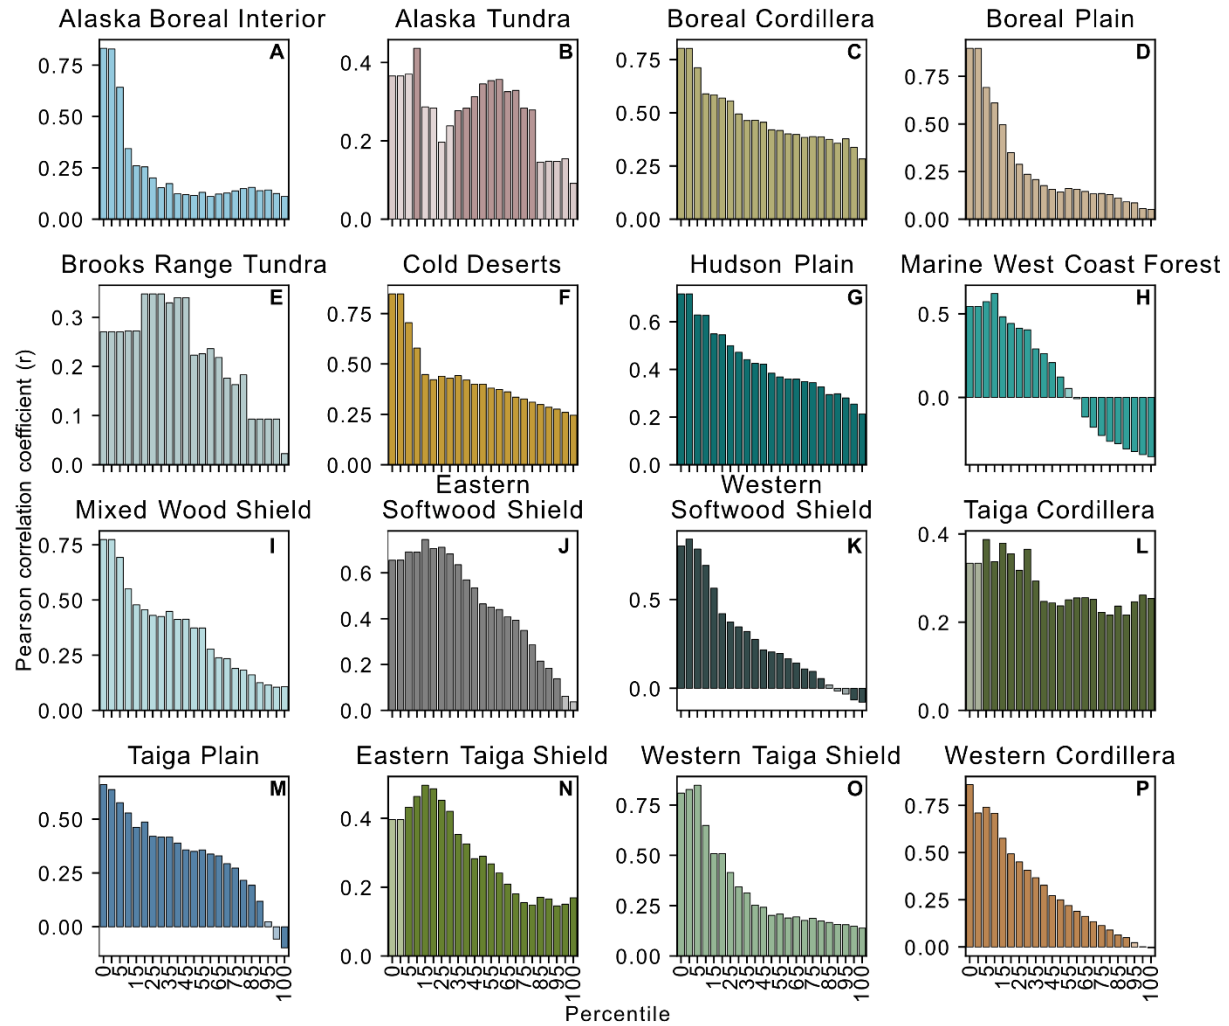 Alaska Boreal Interior
Alaska Tundra
Boreal Cordillera
Boreal Plain
A
B
C
D
0.75
0.50
0.25
0.00
0.4
0.2
0.0
0.75
0.50
0.25
0.00
0.75
0.50
0.25
0.00
Brooks Range Tundra
Cold Deserts
Hudson Plain
Marine West Coast Forest
E
F
G
H
0.3
0.2
0.1
0.0
0.75
0.50
0.25
0.00
0.6
0.4
0.2
0.0
0.5
0.0
Pearson correlation coefficient (r)
Mixed Wood Shield
Eastern
Softwood Shield
Western
Softwood Shield
Taiga Cordillera
I
J
K
L
0.75
0.50
0.25
0.00
0.6
0.4
0.2
0.0
0.5
0.0
0.4
0.2
0.0
Taiga Plain
Eastern Taiga Shield
Western Taiga Shield
Western Cordillera
M
N
O
P
0.50
0.25
0.00
0.4
0.2
0.0
0.75
0.50
0.25
0.00
0.75
0.50
0.25
0.00
Percentile